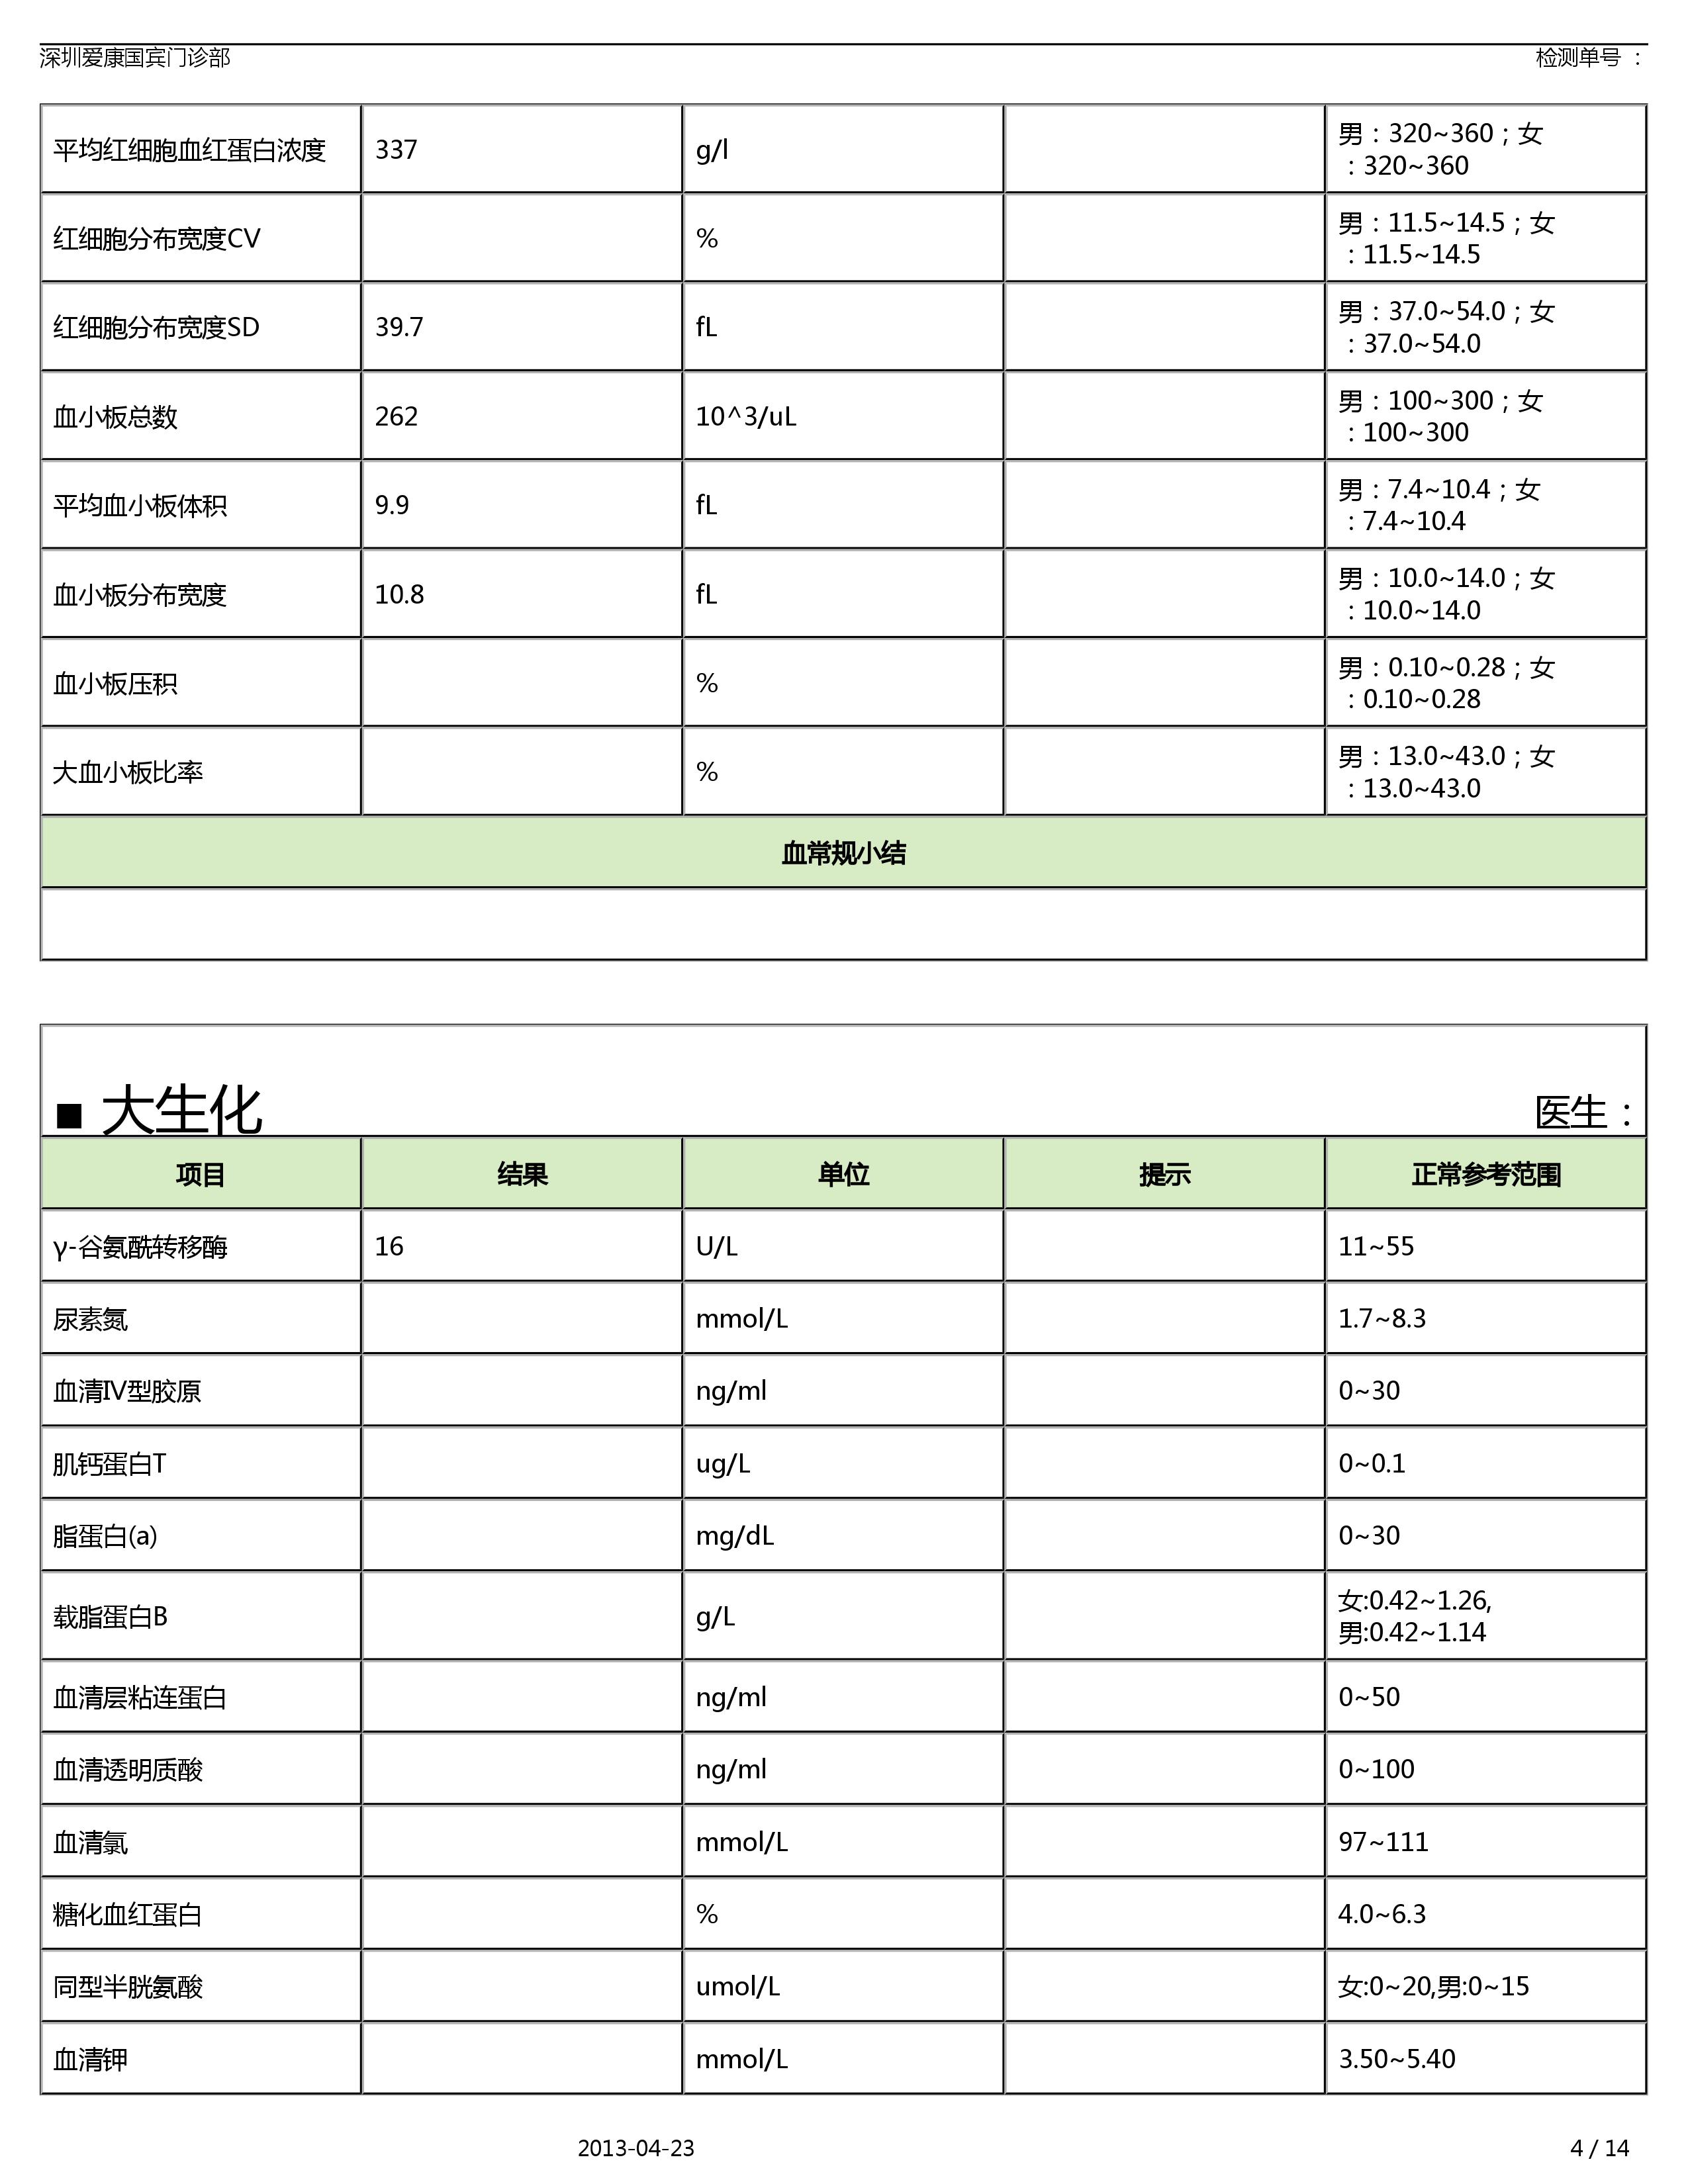 深圳爱康国宾门诊部 检测单号 ：
平均红细胞血红蛋白浓度 337 g/l 男：320~360；女
：320~360
红细胞分布宽度CV % 男：11.5~14.5；女
：11.5~14.5
红细胞分布宽度SD 39.7 fL 男：37.0~54.0；女
：37.0~54.0
血小板总数 262 10^3/uL 男：100~300；女
：100~300
平均血小板体积 9.9 fL 男：7.4~10.4；女
：7.4~10.4
血小板分布宽度 10.8 fL 男：10.0~14.0；女
：10.0~14.0
血小板压积 % 男：0.10~0.28；女
：0.10~0.28
大血小板比率 % 男：13.0~43.0；女
：13.0~43.0
血常规小结
■ 大生化 医生：
项目 结果 单位 提示 正常参考范围
γ-谷氨酰转移酶 16 U/L 11~55
尿素氮 mmol/L 1.7~8.3
血清IV型胶原 ng/ml 0~30
肌钙蛋白T ug/L 0~0.1
脂蛋白(a) mg/dL 0~30
载脂蛋白B g/L 女:0.42~1.26,
男:0.42~1.14
血清层粘连蛋白 ng/ml 0~50
血清透明质酸 ng/ml 0~100
血清氯 mmol/L 97~111
糖化血红蛋白 % 4.0~6.3
同型半胱氨酸 umol/L 女:0~20,男:0~15
血清钾 mmol/L 3.50~5.40
2013-04-23 4 / 14